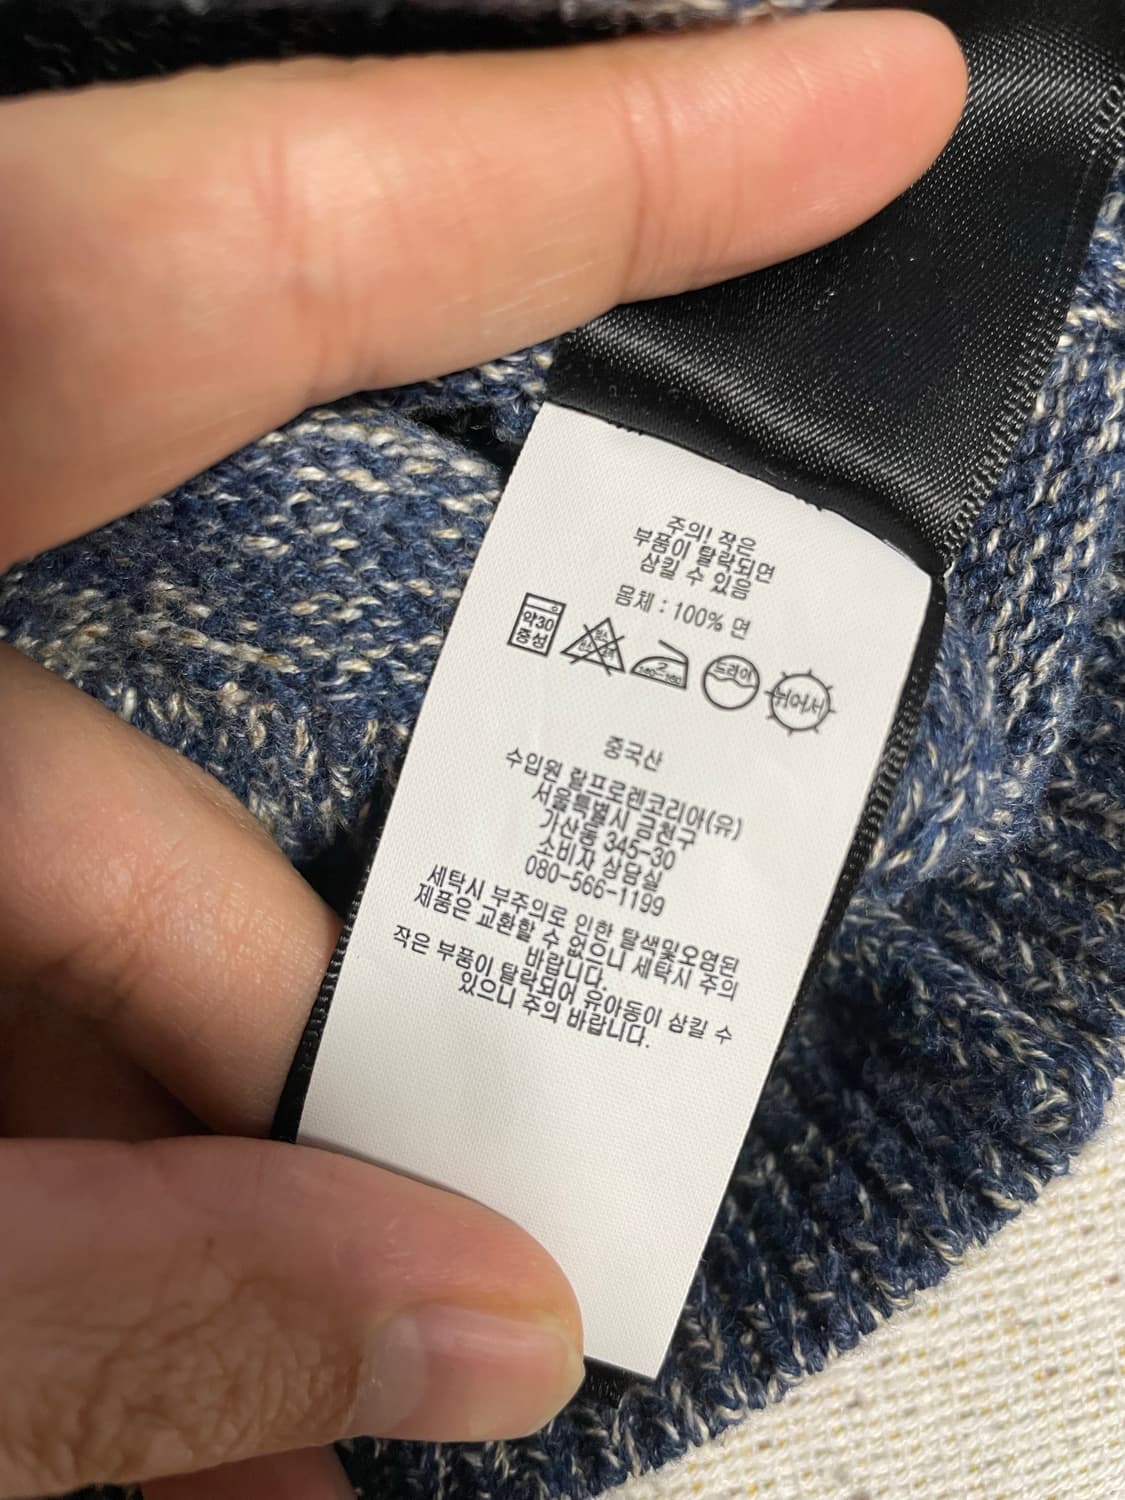 주의! 작은
부품이 탈락되면
삼킬 수 있음
몸체 : 100% 면
약30
중성
드라이
뉘어서
중국산
수입원 랄프로렌코리아(유)
서울특별시 금천구
가산동 345-30
소비자 상담실
080-566-1199
세탁시 부주의로 인한 탈색및오염된
제품은 교환할 수 없으니 세탁시 주의
바랍니다.
작은 부품이 탈락되어 유아동이 삼킬 수
있으니 주의 바랍니다.